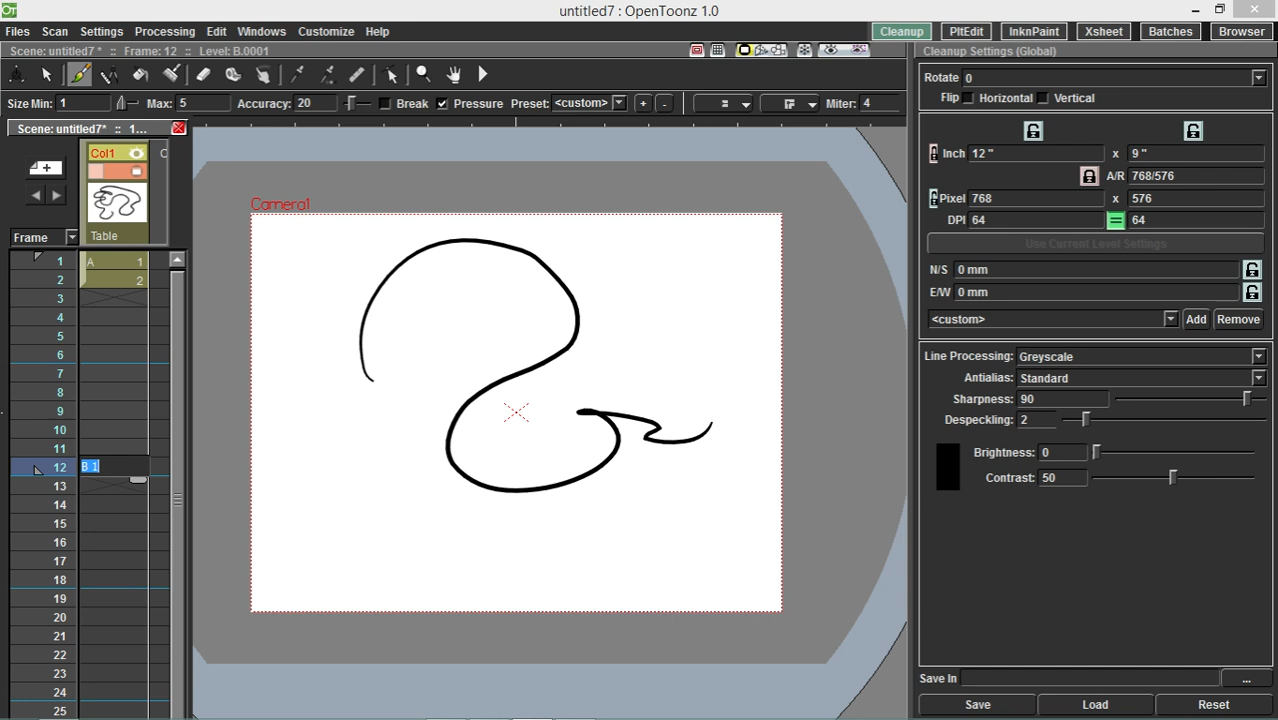 OT untitled7 : OpenToonz 1.0
Files Scan Settings Processing Edit Windows Customize Help Cleanup PltEdit InknPaint Xsheet Batches Browser
Scene: untitled7 * :: Frame: 12 :: Level: B.0001 Cleanup Settings (Global)
Rotate 0
Flip Horizontal Vertical
Size Min: 1 Max: 5 Accuracy: 20 Break Pressure Preset: <custom> + - Miter: 4
Scene: untitled7* :: 1...
Col1 C
Table
Frame
1 A 1
2 2
3
4
5
6
7
8
9
10
11
12 B 1
13
14
15
16
17
18
19
20
21
22
23
24
25
Camera1
Inch 12 " x 9 "
A/R 768/576
Pixel 768 x 576
DPI 64 = 64
Use Current Level Settings
N/S 0 mm
E/W 0 mm
<custom> Add Remove
Line Processing: Greyscale
Antialias: Standard
Sharpness: 90
Despeckling: 2
Brightness: 0
Contrast: 50
Save In ...
Save Load Reset